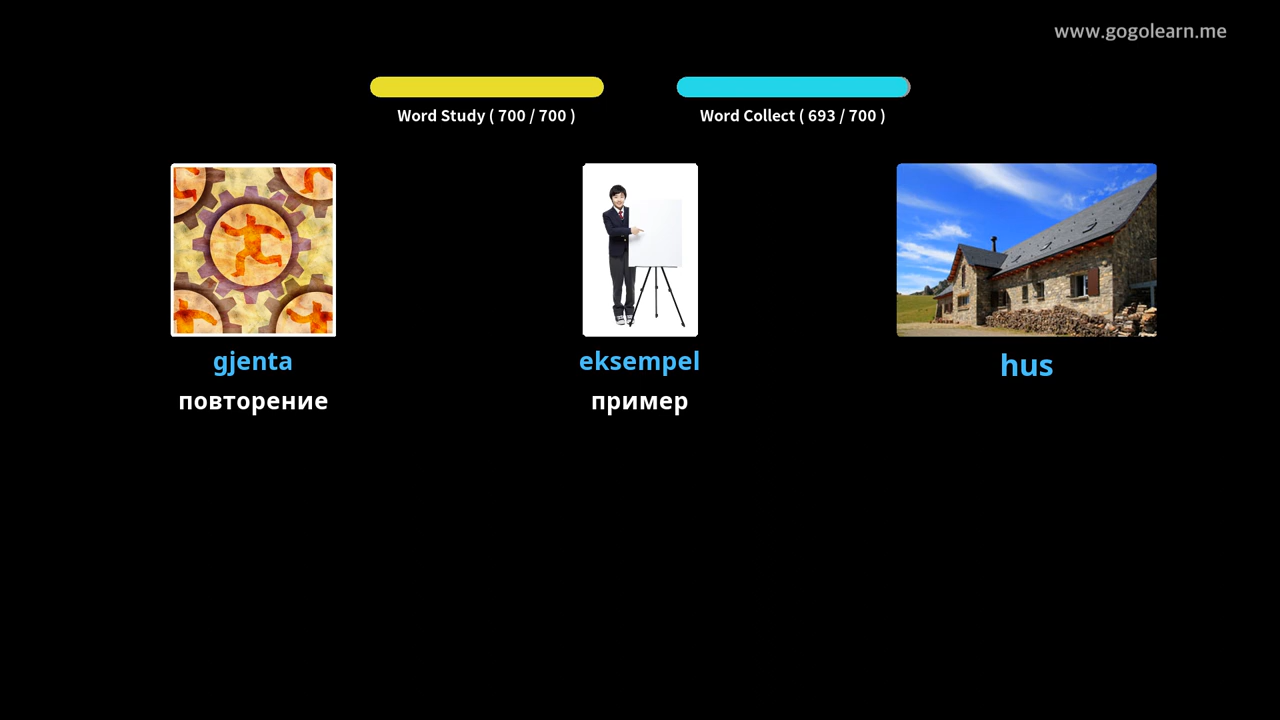 www.gogolearn.me
Word Study ( 700 / 700 )
Word Collect ( 693 / 700 )
gjenta
повторение
eksempel
пример
hus